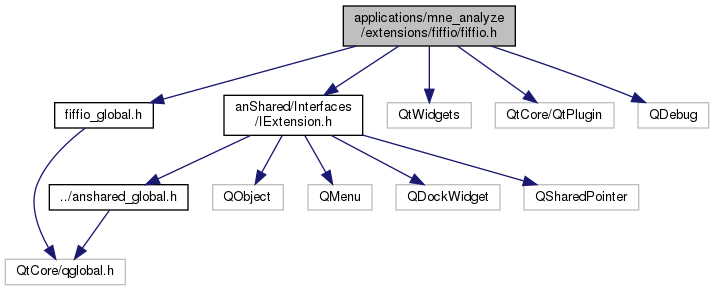 applications/mne_analyze
/extensions/fiffio/fiffio.h
fiffio_global.h
anShared/Interfaces
/IExtension.h
QtWidgets
QtCore/QtPlugin
QDebug
../anshared_global.h
QObject
QMenu
QDockWidget
QSharedPointer
QtCore/qglobal.h